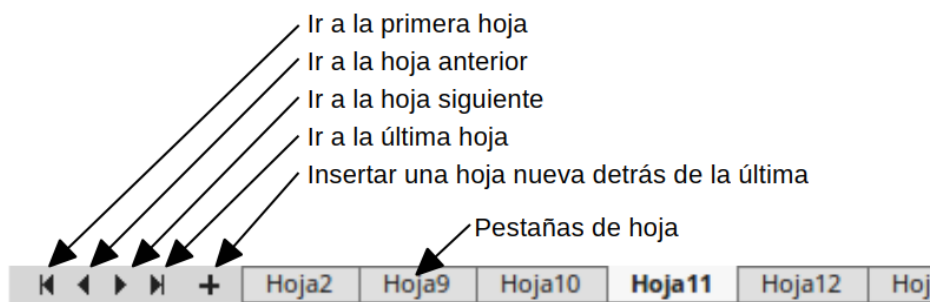 Ir a la primera hoja
Ir a la hoja anterior
Ir a la hoja siguiente
Ir a la última hoja
Insertar una hoja nueva detrás de la última
Pestañas de hoja
Hoja2 Hoja9 Hoja10 Hoja11 Hoja12 Hoj